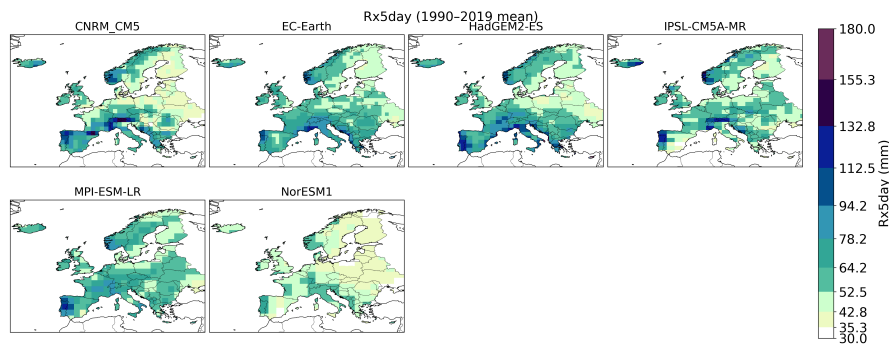 Rx5day (1990–2019 mean)
CNRM_CM5
EC-Earth
HadGEM2-ES
IPSL-CM5A-MR
MPI-ESM-LR
NorESM1
180.0
155.3
132.8
112.5
94.2
78.2
64.2
52.5
42.8
35.3
30.0
Rx5day (mm)